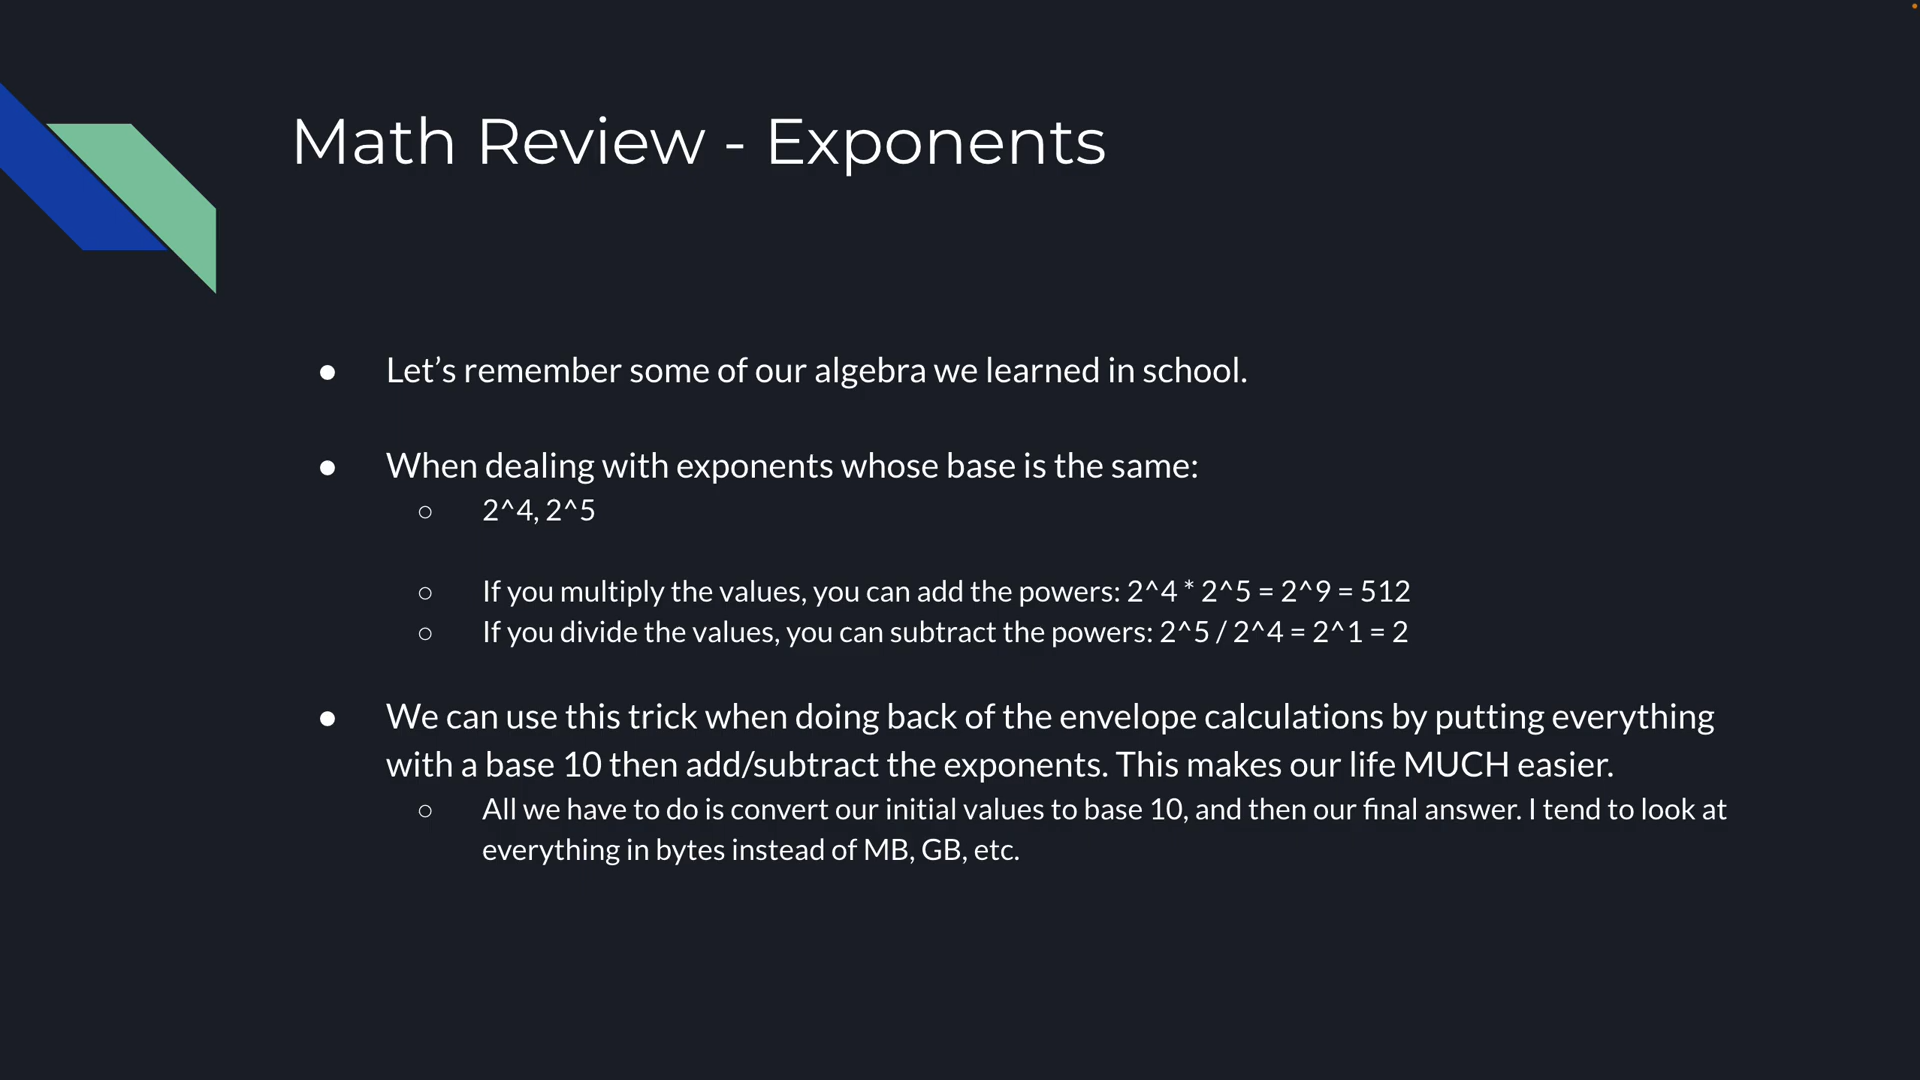 Math Review - Exponents
● Let’s remember some of our algebra we learned in school.
● When dealing with exponents whose base is the same:
○ 2^4, 2^5
○ If you multiply the values, you can add the powers: 2^4 * 2^5 = 2^9 = 512
○ If you divide the values, you can subtract the powers: 2^5 / 2^4 = 2^1 = 2
● We can use this trick when doing back of the envelope calculations by putting everything
with a base 10 then add/subtract the exponents. This makes our life MUCH easier.
○ All we have to do is convert our initial values to base 10, and then our final answer. I tend to look at
everything in bytes instead of MB, GB, etc.